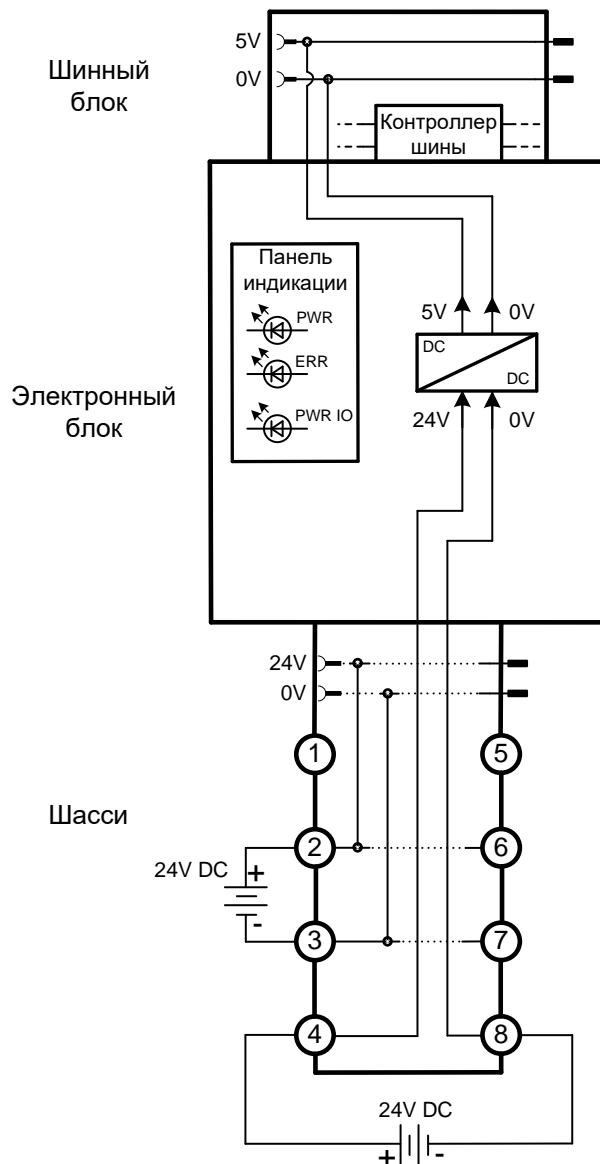 5V
0V
Шинный
блок
Контроллер
шины
Панель
индикации
PWR
ERR
PWR IO
5V
0V
DC
DC
24V
0V
Электронный
блок
24V
0V
1
5
Шасси
2
6
24V DC
+
-
3
7
4
8
24V DC
+
-